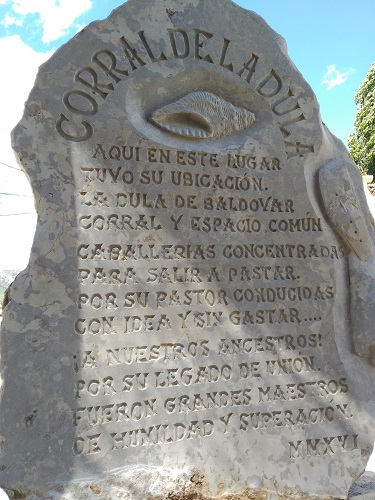 CORRAL DE LA DULA
AQUI EN ESTE LUGAR
TUVO SU UBICACIÓN.
LA DULA DE BALDOVAR
CORRAL Y ESPACIO COMÚN
CABALLERIAS CONCENTRADAS
PARA SALIR A PASTAR.
POR SU PASTOR CONDUCIDAS
CON IDEA Y SIN GASTAR....
¡A NUESTROS ANCESTROS!
POR SU LEGADO DE UNIÓN.
FUERON GRANDES MAESTROS
DE HUMILDAD Y SUPERACIÓN.
MMXVI